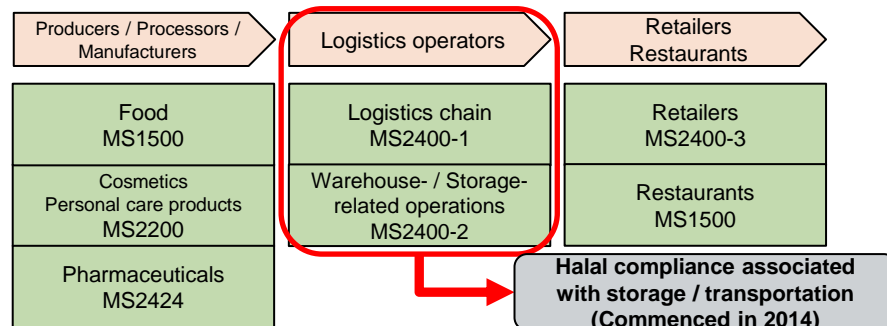 Producers / Processors /
Manufacturers
Logistics operators
Retailers
Restaurants
Food
MS1500
Cosmetics
Personal care products
MS2200
Pharmaceuticals
MS2424
Logistics chain
MS2400-1
Warehouse- / Storage-
related operations
MS2400-2
Retailers
MS2400-3
Restaurants
MS1500
Halal compliance associated
with storage / transportation
(Commenced in 2014)